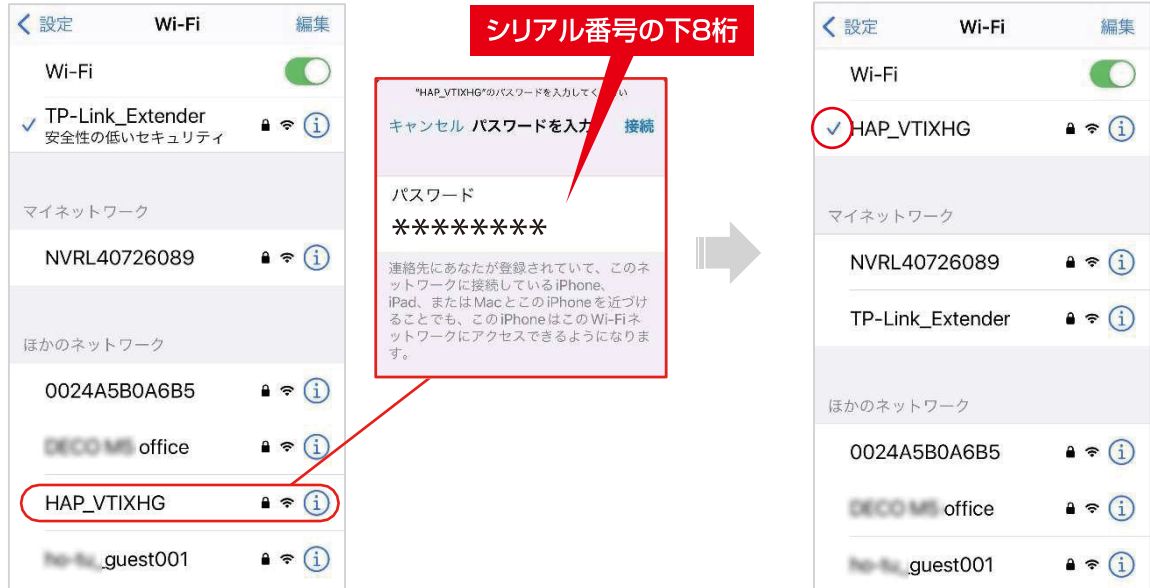 設定
Wi-Fi
編集
Wi-Fi
TP-Link_Extender
安全性の低いセキュリティ
マイネットワーク
NVRL40726089
ほかのネットワーク
0024A5B0A6B5
office
HAP_VTIXHG
_guest001
シリアル番号の下8桁
"HAP_VTIXHG"のパスワードを入力してく い
キャンセル パスワードを入力 接続
パスワード
********
連絡先にあなたが登録されていて、このネ
ットワークに接続しているiPhone、
iPad、またはMacとこのiPhoneを近づけ
ることでも、このiPhoneはこのWi-Fiネ
ットワークにアクセスできるようになりま
す。
設定
Wi-Fi
編集
Wi-Fi
HAP_VTIXHG
マイネットワーク
NVRL40726089
TP-Link_Extender
ほかのネットワーク
0024A5B0A6B5
office
_guest001